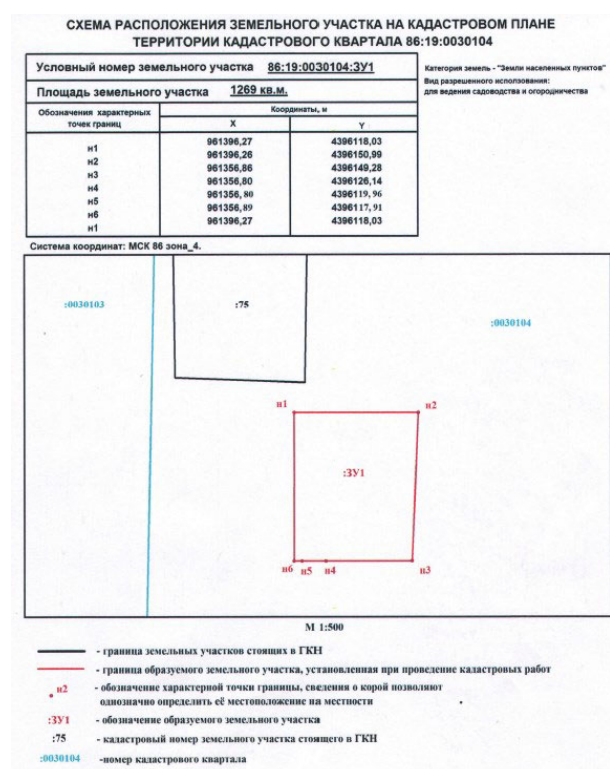 СХЕМА РАСПОЛОЖЕНИЯ ЗЕМЕЛЬНОГО УЧАСТКА НА КАДАСТРОВОМ ПЛАНЕ
ТЕРРИТОРИИ КАДАСТРОВОГО КВАРТАЛА 86:19:0030104
Условный номер земельного участка 86:19:0030104:ЗУ1
Площадь земельного участка 1269 кв.м.
Категория земель - "Земли населенных пунктов"
Вид разрешенного использования:
для ведения садоводства и огородничества
Обозначения характерных точек границ
Координаты, м
X Y
н1 961396,27 4396118,03
н2 961396,26 4396150,99
н3 961356,86 4396149,28
н4 961356,80 4396126,14
н5 961356,80 4396119,96
н6 961356,89 4396117,91
н1 961396,27 4396118,03
Система координат: МСК 86 зона_4.
:0030103
:75
:0030104
н1
н2
:ЗУ1
н6 н5 н4 н3
М 1:500
- граница земельных участков стоящих в ГКН
- граница образуемого земельного участка, установленная при проведение кадастровых работ
н2 - обозначение характерной точки границы, сведения о корой позволяют
однозначно определить её местоположение на местности
:ЗУ1 - обозначение образуемого земельного участка
:75 - кадастровый номер земельного участка стоящего в ГКН
:0030104 -номер кадастрового квартала